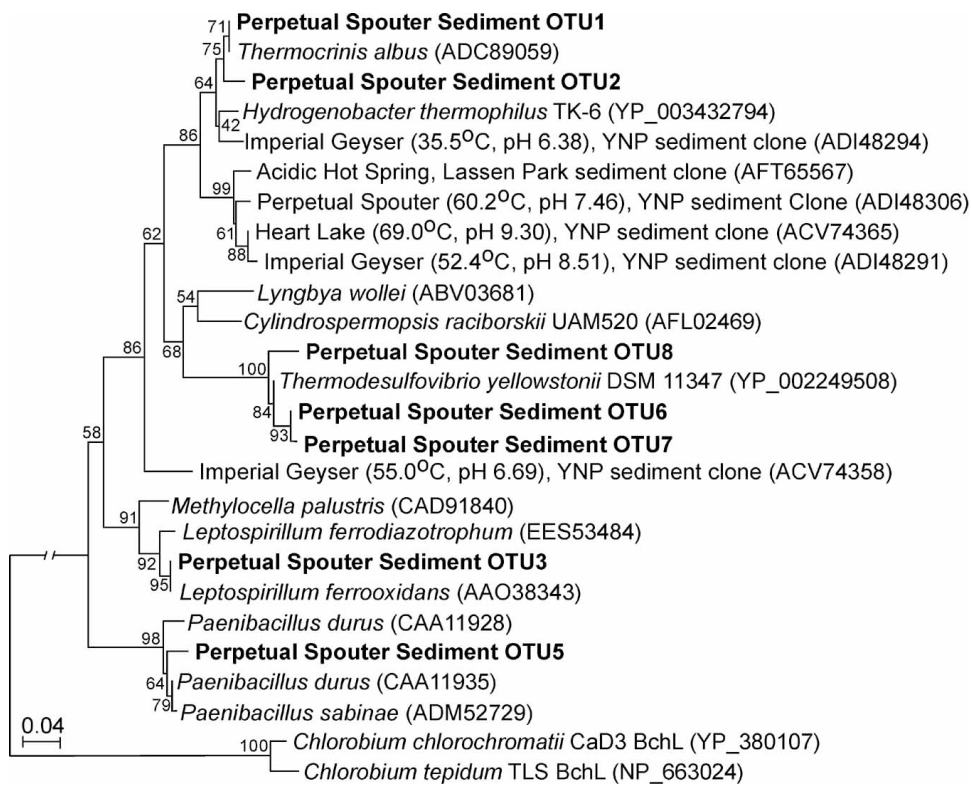 71
Perpetual Spouter Sediment OTU1
75
Thermocrinis albus (ADC89059)
64
Perpetual Spouter Sediment OTU2
86
Hydrogenobacter thermophilus TK-6 (YP_003432794)
42
Imperial Geyser (35.5°C, pH 6.38), YNP sediment clone (ADI48294)
Acidic Hot Spring, Lassen Park sediment clone (AFT65567)
99
Perpetual Spouter (60.2°C, pH 7.46), YNP sediment Clone (ADI48306)
61
Heart Lake (69.0°C, pH 9.30), YNP sediment clone (ACV74365)
62
88
Imperial Geyser (52.4°C, pH 8.51), YNP sediment clone (ADI48291)
54
Lyngbya wollei (ABV03681)
Cylindrospermopsis raciborskii UAM520 (AFL02469)
86
68
Perpetual Spouter Sediment OTU8
100
Thermodesulfovibrio yellowstonii DSM 11347 (YP_002249508)
84
Perpetual Spouter Sediment OTU6
93
Perpetual Spouter Sediment OTU7
58
Imperial Geyser (55.0°C, pH 6.69), YNP sediment clone (ACV74358)
Methylocella palustris (CAD91840)
91
Leptospirillum ferrodiazotrophum (EES53484)
92
Perpetual Spouter Sediment OTU3
95
Leptospirillum ferrooxidans (AAO38343)
Paenibacillus durus (CAA11928)
98
Perpetual Spouter Sediment OTU5
64
Paenibacillus durus (CAA11935)
79
Paenibacillus sabinae (ADM52729)
0.04
Chlorobium chlorochromatii CaD3 BchL (YP_380107)
100
Chlorobium tepidum TLS BchL (NP_663024)